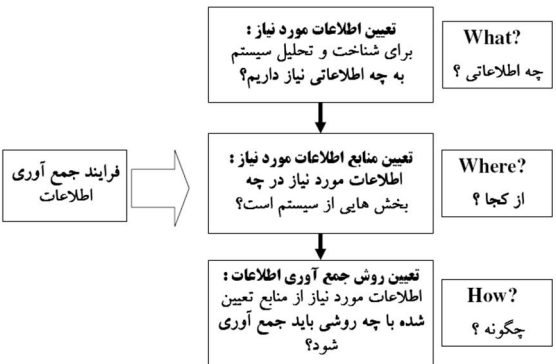 تعیین اطلاعات مورد نیاز :
برای شناخت و تحلیل سیستم
به چه اطلاعاتی نیاز داریم؟
What?
چه اطلاعاتی ؟
فرایند جمع آوری
اطلاعات
تعیین منابع اطلاعات مورد نیاز :
اطلاعات مورد نیاز در چه
بخش هایی از سیستم است؟
Where?
از کجا ؟
تعیین روش جمع آوری اطلاعات :
اطلاعات مورد نیاز از منابع تعیین
شده با چه روشی باید جمع آوری
شود؟
How?
چگونه ؟